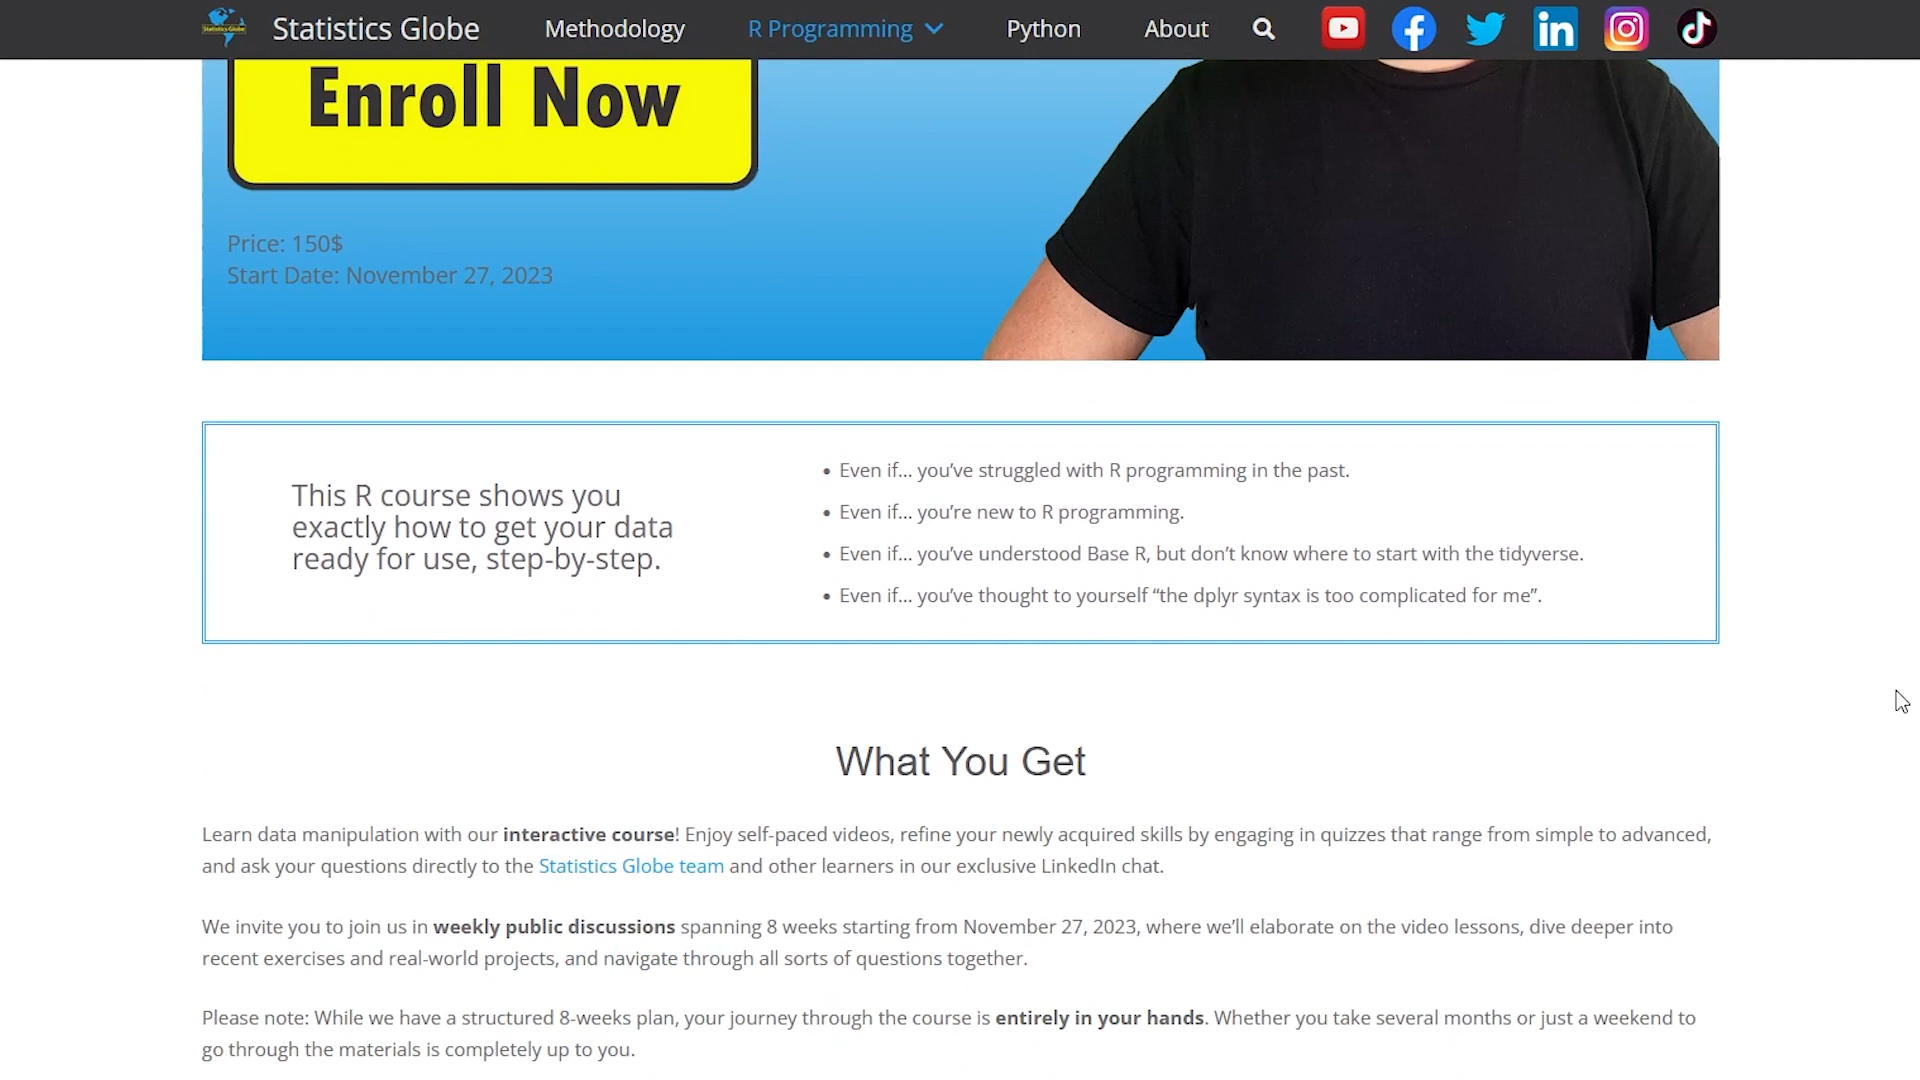 Statistics Globe
Statistics Globe Methodology R Programming Python About
Enroll Now
Price: 150$
Start Date: November 27, 2023
This R course shows you
exactly how to get your data
ready for use, step-by-step.
• Even if... you’ve struggled with R programming in the past.
• Even if... you’re new to R programming.
• Even if... you’ve understood Base R, but don’t know where to start with the tidyverse.
• Even if... you’ve thought to yourself “the dplyr syntax is too complicated for me”.
What You Get
Learn data manipulation with our interactive course! Enjoy self-paced videos, refine your newly acquired skills by engaging in quizzes that range from simple to advanced,
and ask your questions directly to the Statistics Globe team and other learners in our exclusive LinkedIn chat.
We invite you to join us in weekly public discussions spanning 8 weeks starting from November 27, 2023, where we’ll elaborate on the video lessons, dive deeper into
recent exercises and real-world projects, and navigate through all sorts of questions together.
Please note: While we have a structured 8-weeks plan, your journey through the course is entirely in your hands. Whether you take several months or just a weekend to
go through the materials is completely up to you.